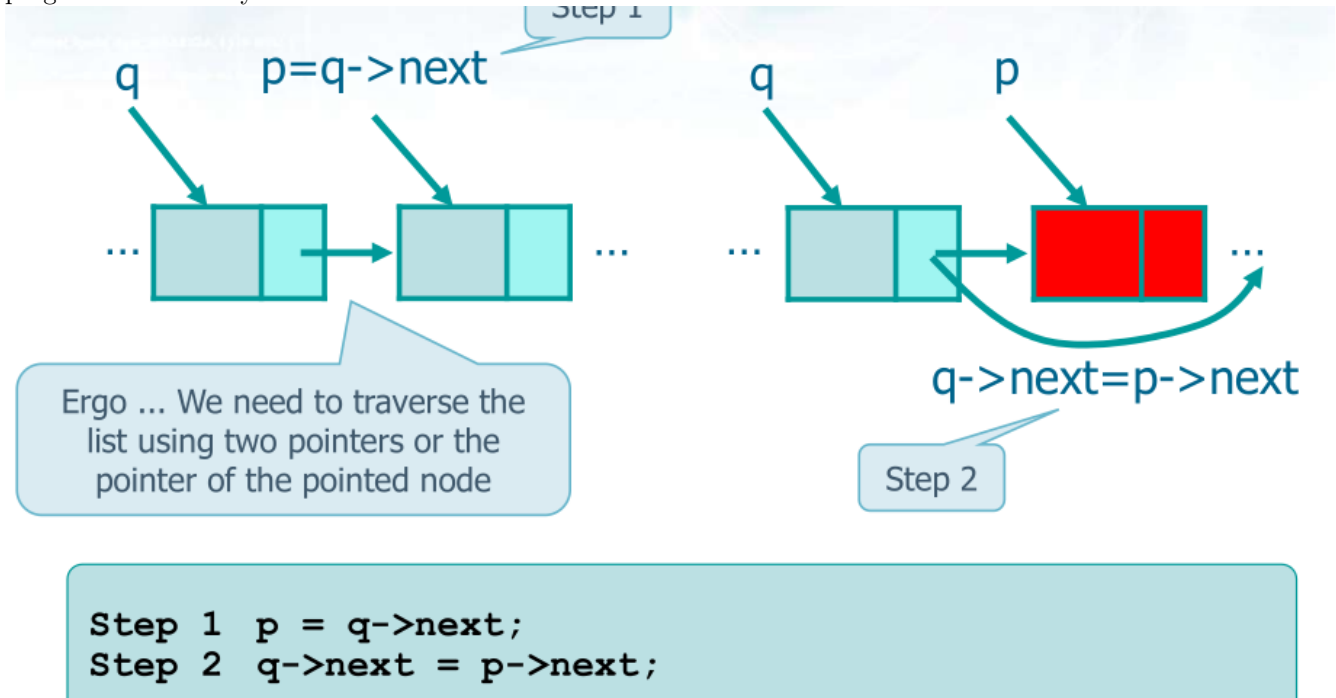 Step 1
q
p=q->next
q
p
...
...
...
...
Ergo ... We need to traverse the
list using two pointers or the
pointer of the pointed node
q->next=p->next
Step 2
Step 1 p = q->next;
Step 2 q->next = p->next;